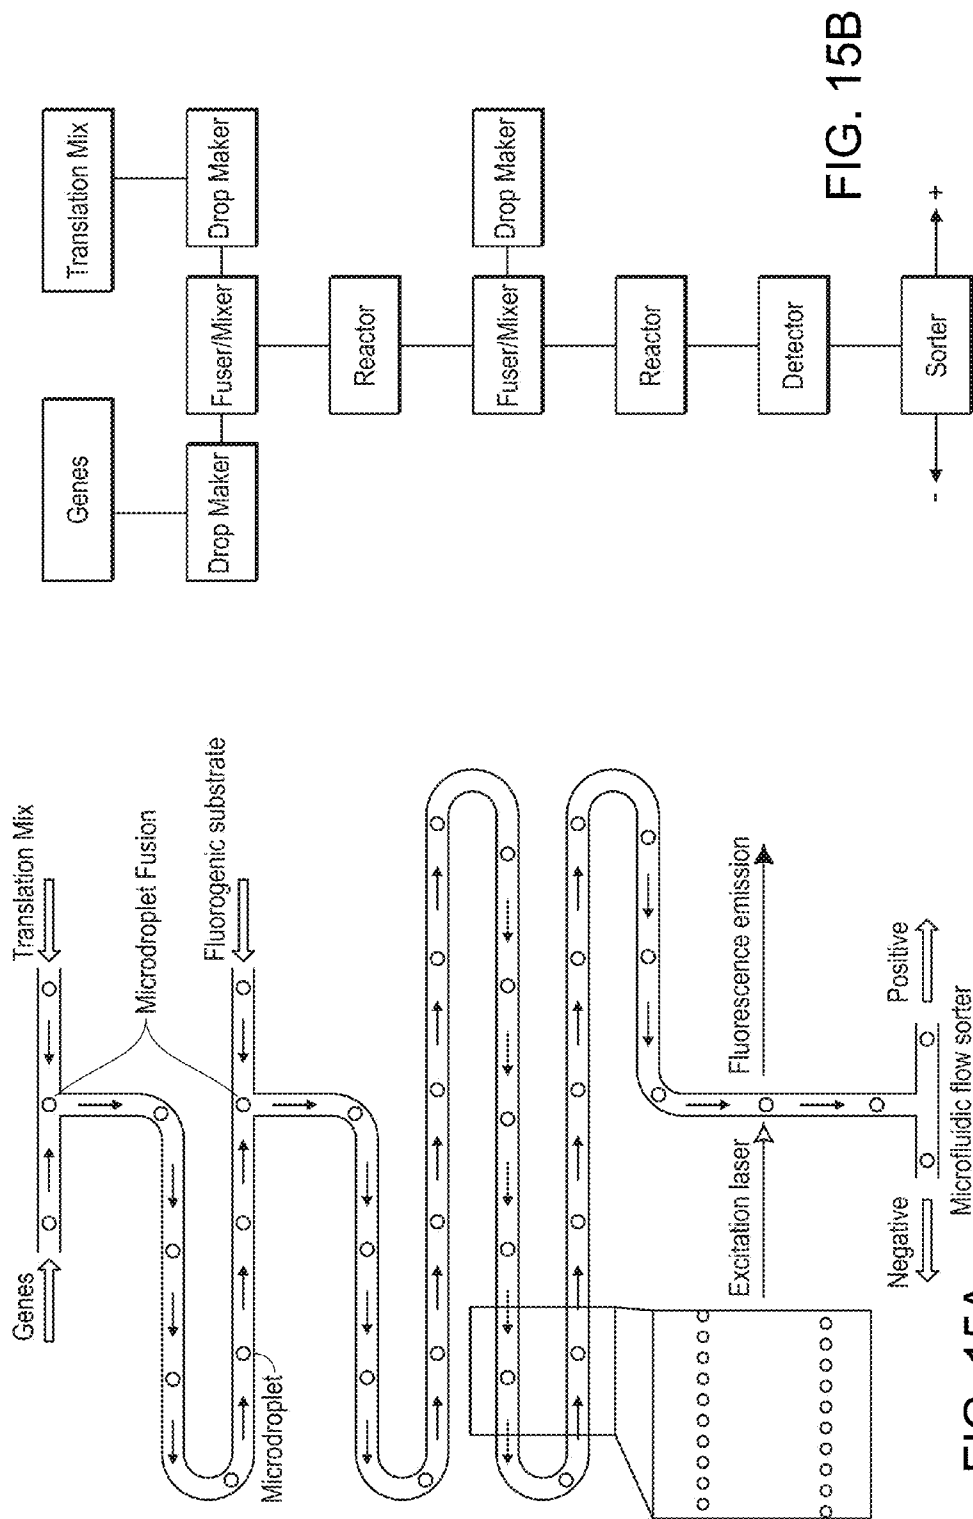 Genes
Translation Mix
Microdroplet Fusion
Fluorogenic substrate
Microdroplet
Excitation laser
Fluorescence emission
Negative
Positive
Microfluidic flow sorter
FIG. 15A
Genes
Translation Mix
Drop Maker
Fuser/Mixer
Drop Maker
Reactor
Fuser/Mixer
Drop Maker
Reactor
Detector
Sorter
-
+
FIG. 15B